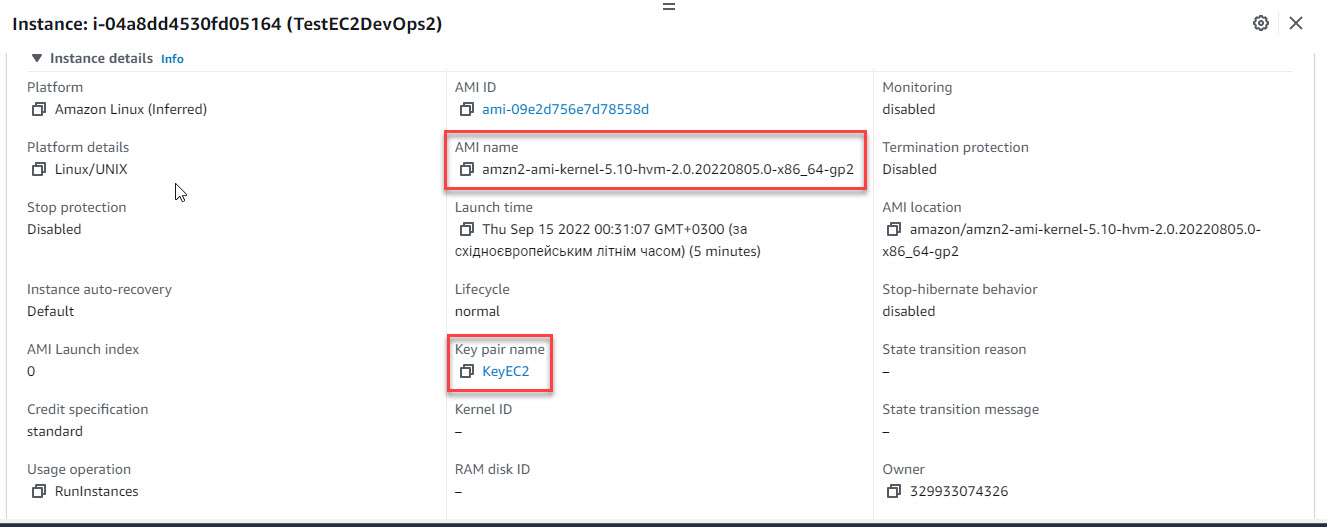 Instance: i-04a8dd4530fd05164 (TestEC2DevOps2)
Instance details Info
Platform
Amazon Linux (Inferred)
AMI ID
ami-09e2d756e7d78558d
Monitoring
disabled
Platform details
Linux/UNIX
AMI name
amzn2-ami-kernel-5.10-hvm-2.0.20220805.0-x86_64-gp2
Termination protection
Disabled
Stop protection
Disabled
Launch time
Thu Sep 15 2022 00:31:07 GMT+0300 (за
східноєвропейським літнім часом) (5 minutes)
AMI location
amazon/amzn2-ami-kernel-5.10-hvm-2.0.20220805.0-
x86_64-gp2
Instance auto-recovery
Default
Lifecycle
normal
Stop-hibernate behavior
disabled
AMI Launch index
0
Key pair name
KeyEC2
State transition reason
–
Credit specification
standard
Kernel ID
–
State transition message
–
Usage operation
RunInstances
RAM disk ID
–
Owner
329933074326